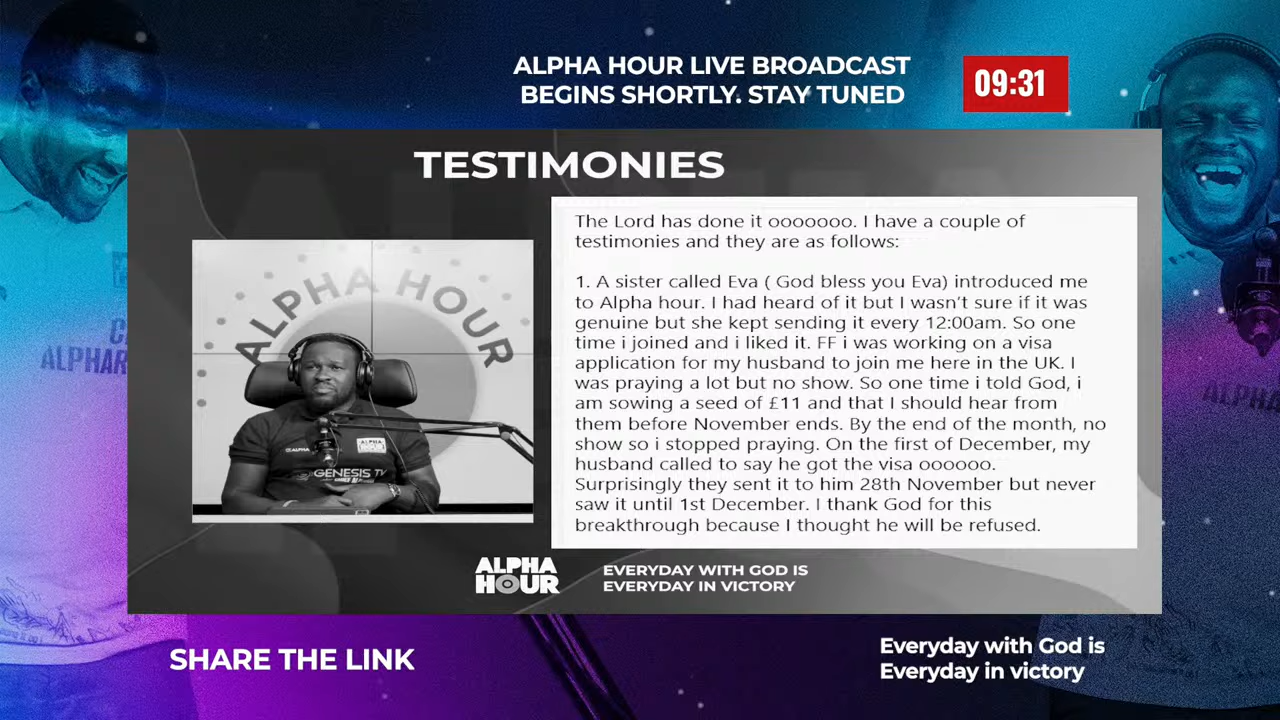 ALPHA HOUR LIVE BROADCAST
BEGINS SHORTLY. STAY TUNED
09:31
TESTIMONIES
ALPHA HOUR
ALPHA
GENESIS TV
The Lord has done it ooooooo. I have a couple of
testimonies and they are as follows:
1. A sister called Eva ( God bless you Eva) introduced me
to Alpha hour. I had heard of it but I wasn't sure if it was
genuine but she kept sending it every 12:00am. So one
time i joined and i liked it. FF i was working on a visa
application for my husband to join me here in the UK. I
was praying a lot but no show. So one time i told God, i
am sowing a seed of £11 and that I should hear from
them before November ends. By the end of the month, no
show so i stopped praying. On the first of December, my
husband called to say he got the visa oooooo.
Surprisingly they sent it to him 28th November but never
saw it until 1st December. I thank God for this
breakthrough because I thought he will be refused.
ALPHA
HOUR
EVERYDAY WITH GOD IS
EVERYDAY IN VICTORY
SHARE THE LINK
Everyday with God is
Everyday in victory